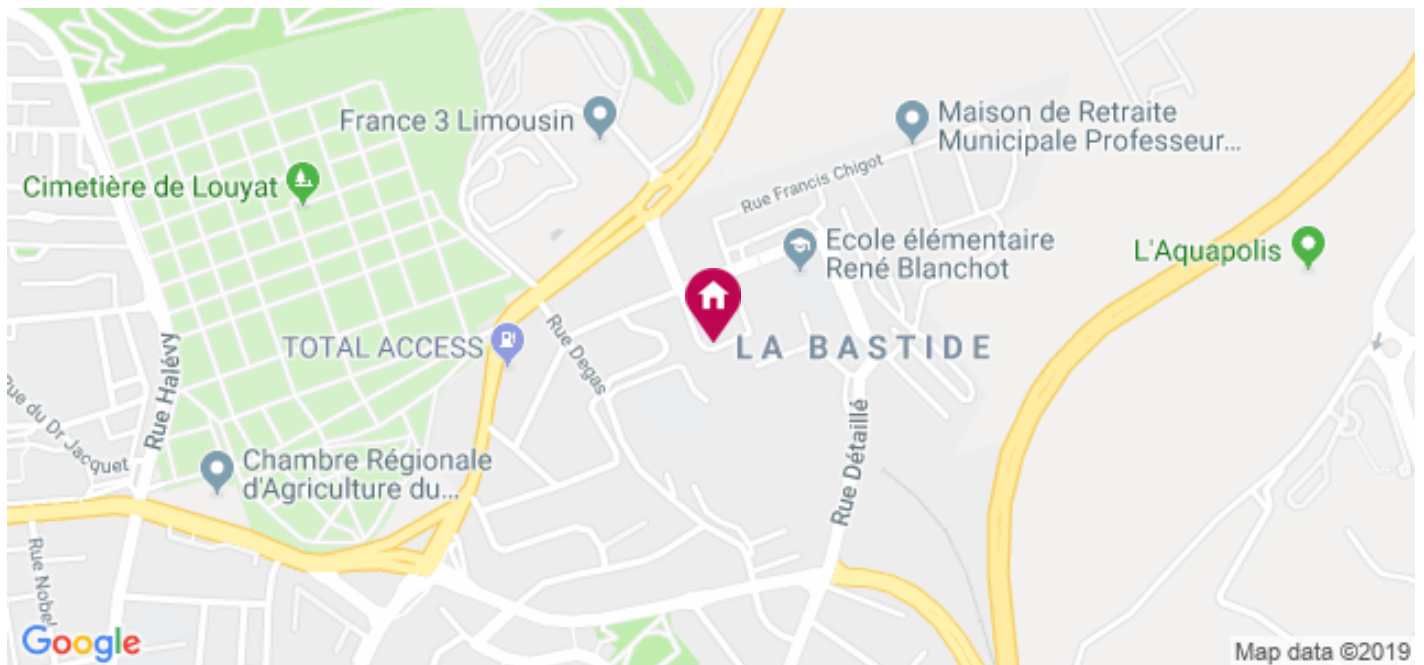 France 3 Limousin
Maison de Retraite
Municipale Professeur...
Cimetière de Louyat
Rue Francis Chigot
Ecole élémentaire
René Blanchot
L'Aquapolis
TOTAL ACCESS
LA BASTIDE
Rue Degas
Rue Halévy
Rue du Dr Jacquet
Rue Détaillé
Chambre Régionale
d'Agriculture du...
Rue Nobel
Google
Map data ©2019